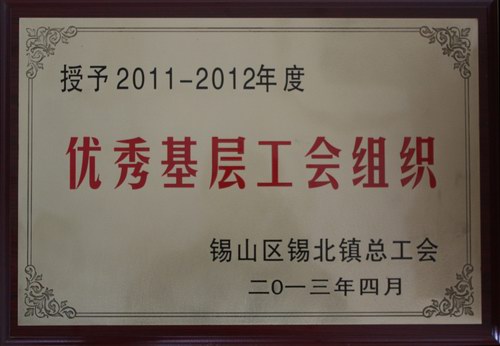 授予2011-2012年度
优秀基层工会组织
锡山区锡北镇总工会
二〇一三年四月